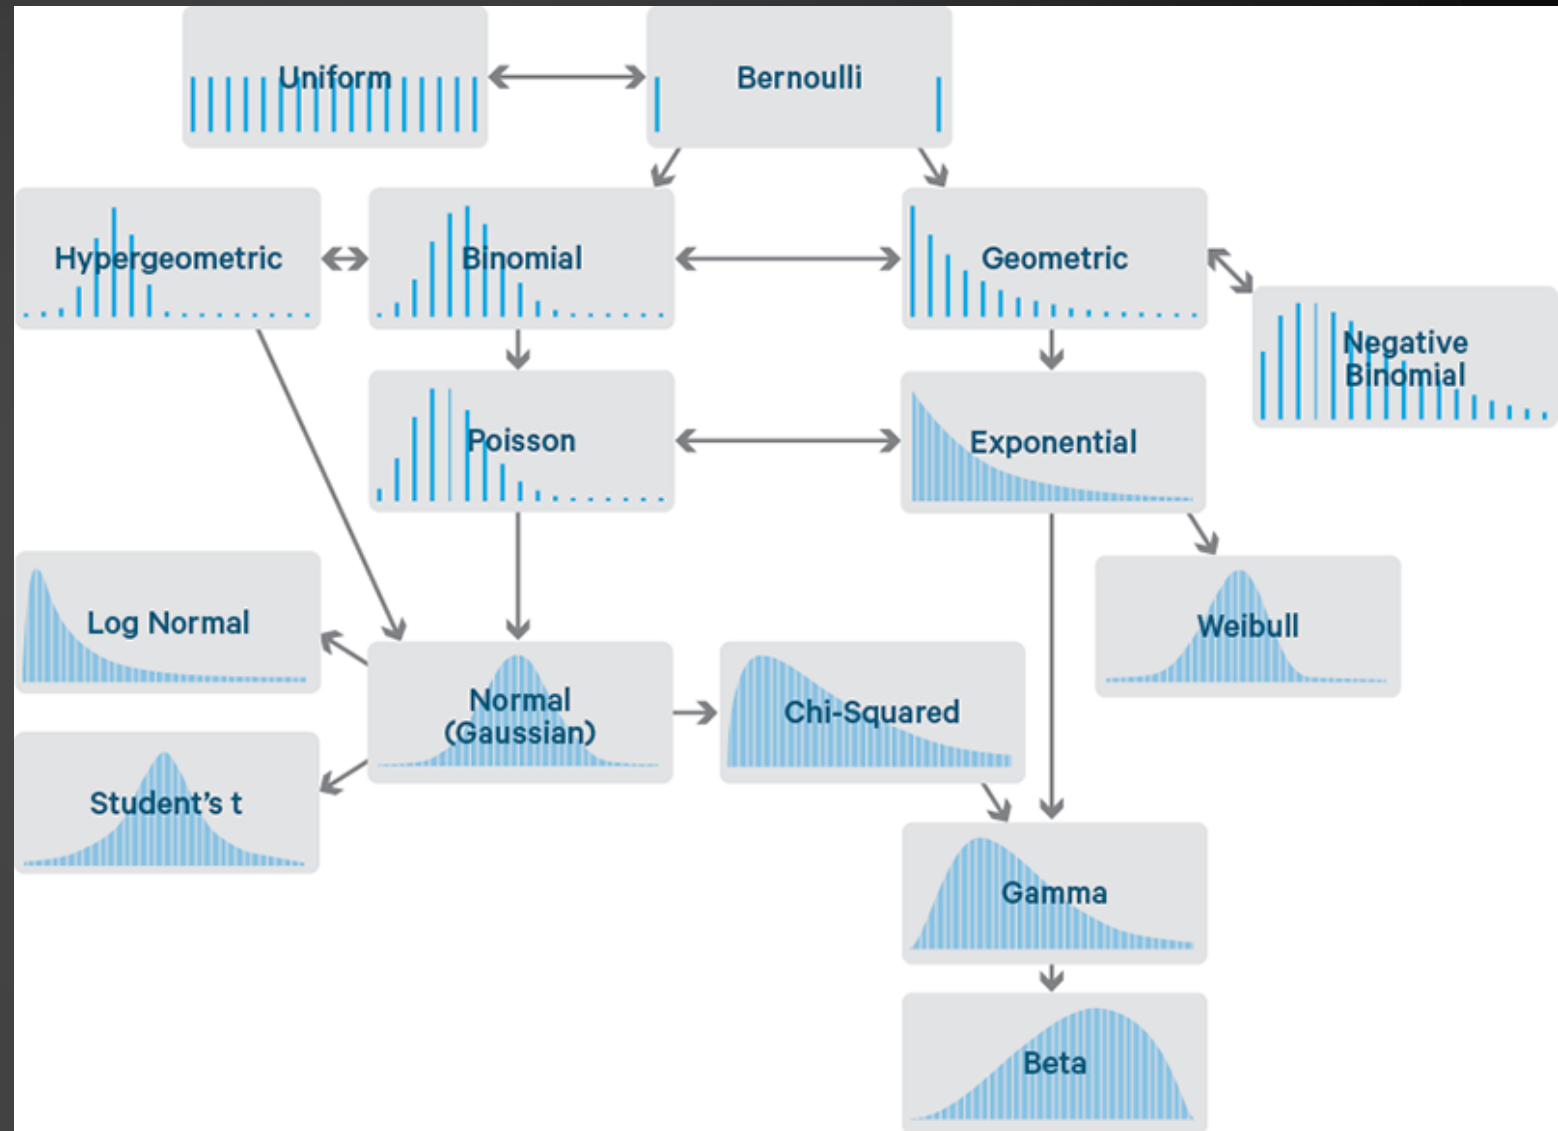 Uniform
Bernoulli
Hypergeometric
Binomial
Geometric
Negative
Binomial
Poisson
Exponential
Log Normal
Weibull
Normal
(Gaussian)
Chi-Squared
Student's t
Gamma
Beta